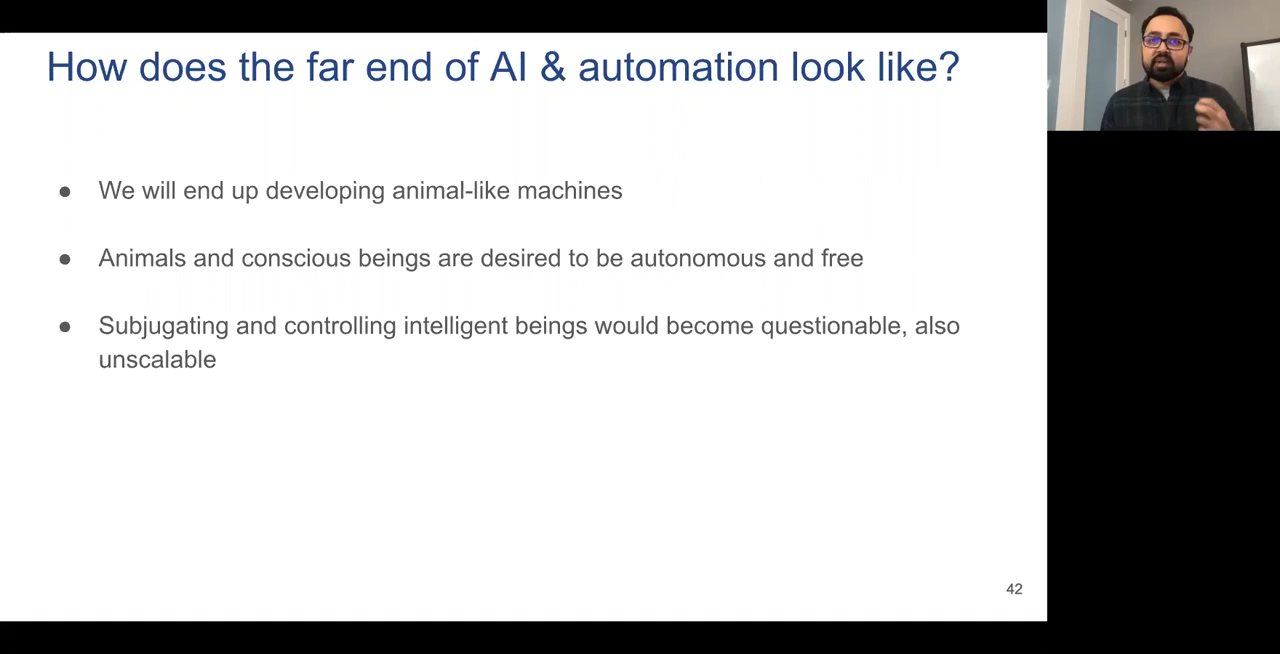 How does the far end of AI & automation look like?
● We will end up developing animal-like machines
● Animals and conscious beings are desired to be autonomous and free
● Subjugating and controlling intelligent beings would become questionable, also
unscalable
42